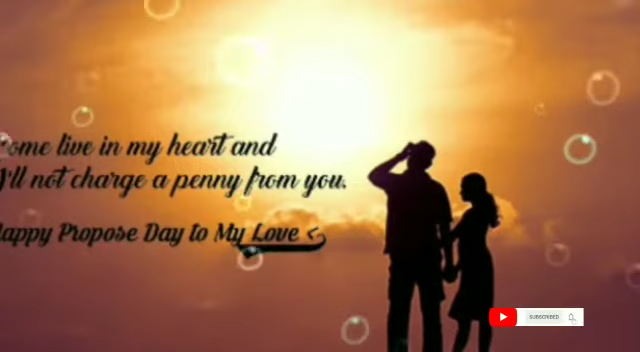 ome live in my heart and
I'll not charge a penny from you.
appy Propose Day to My Love <
SUBSCRIBED